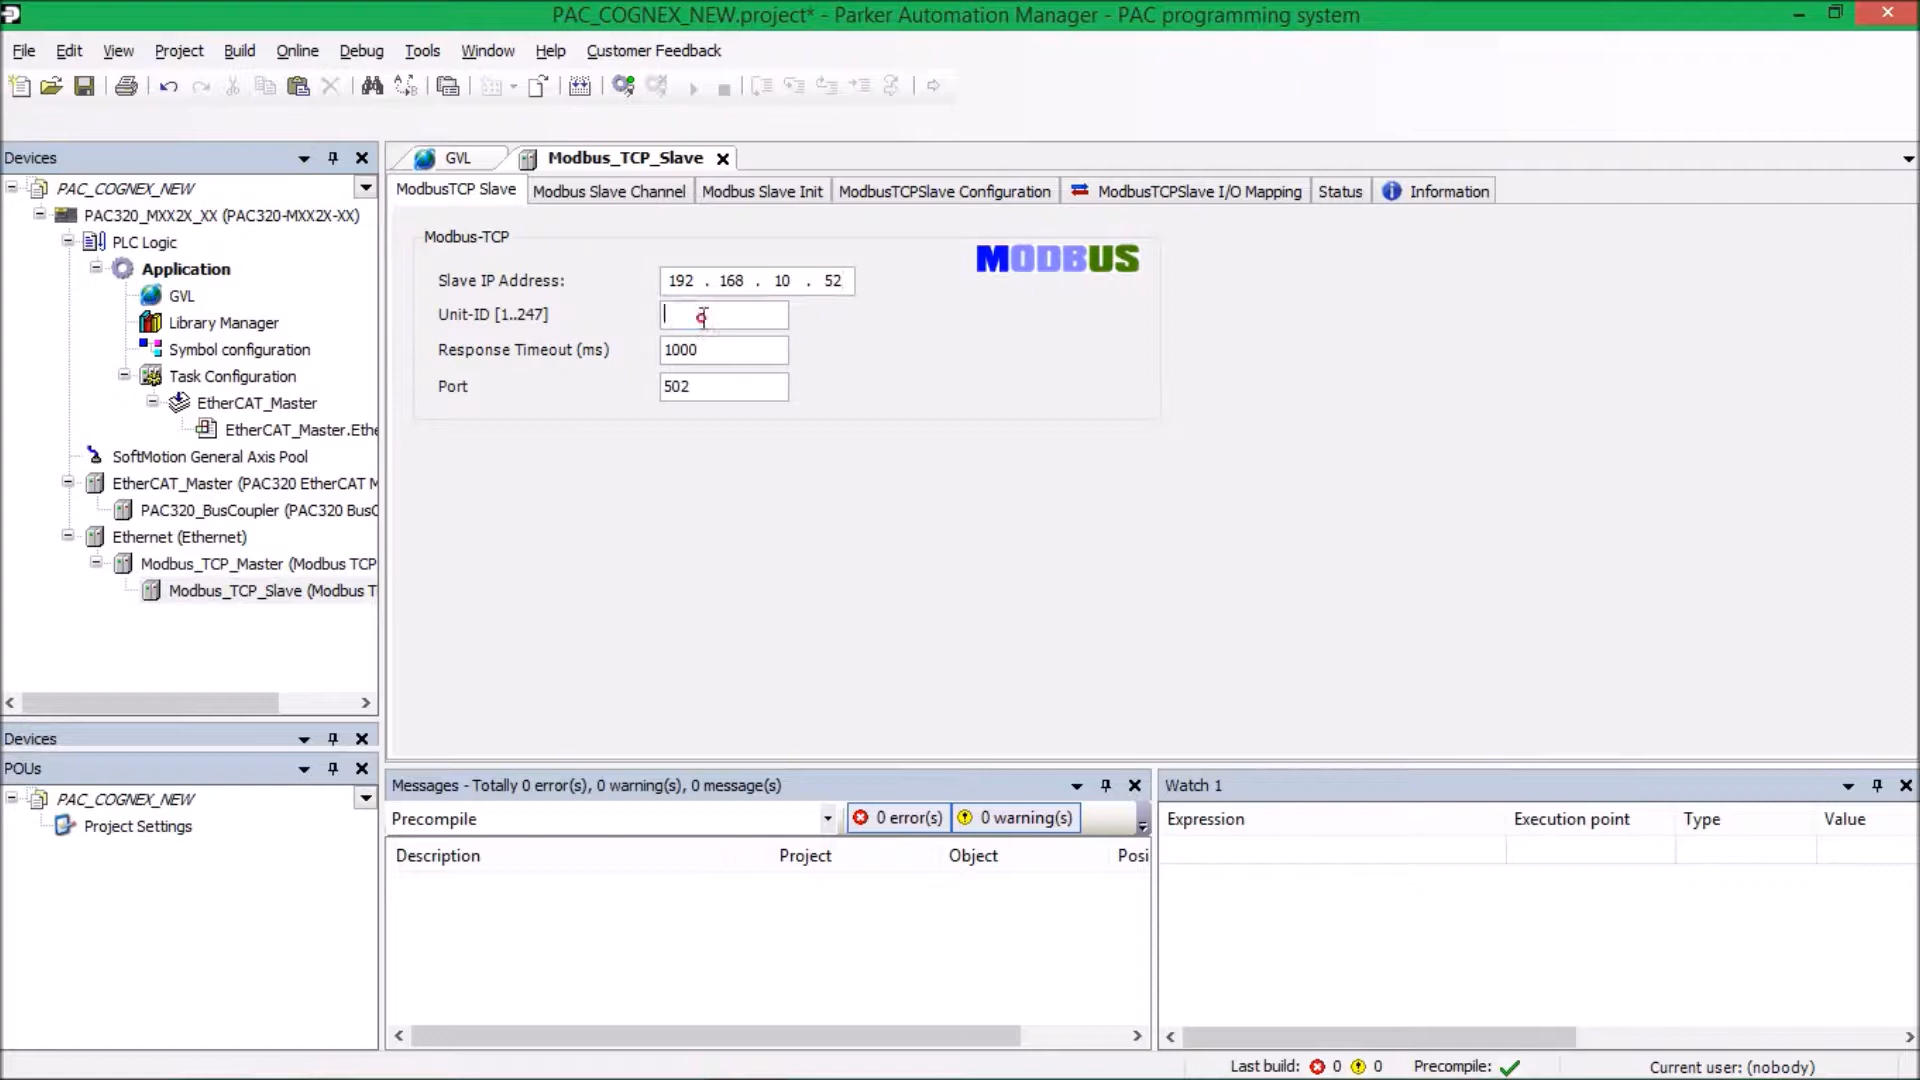 PAC_COGNEX_NEW.project* - Parker Automation Manager - PAC programming system
File Edit View Project Build Online Debug Tools Window Help Customer Feedback
Devices
PAC_COGNEX_NEW
PAC320_MXX2X_XX (PAC320-MXX2X-XX)
PLC Logic
Application
GVL
Library Manager
Symbol configuration
Task Configuration
EtherCAT_Master
EtherCAT_Master.Ethe
SoftMotion General Axis Pool
EtherCAT_Master (PAC320 EtherCAT M
PAC320_BusCoupler (PAC320 BusC
Ethernet (Ethernet)
Modbus_TCP_Master (Modbus TCP
Modbus_TCP_Slave (Modbus T
Devices
POUs
PAC_COGNEX_NEW
Project Settings
GVL Modbus_TCP_Slave
ModbusTCP Slave Modbus Slave Channel Modbus Slave Init ModbusTCPSlave Configuration ModbusTCPSlave I/O Mapping Status Information
Modbus-TCP
MODBUS
Slave IP Address: 192 . 168 . 10 . 52
Unit-ID [1..247]
Response Timeout (ms) 1000
Port 502
Messages - Totally 0 error(s), 0 warning(s), 0 message(s)
Precompile 0 error(s) 0 warning(s)
Description Project Object Posi
Watch 1
Expression Execution point Type Value
Last build: 0 0 Precompile: Current user: (nobody)